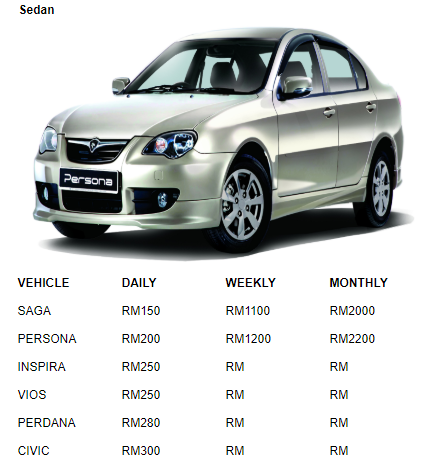 Sedan
Persona
VEHICLE DAILY WEEKLY MONTHLY
SAGA RM150 RM1100 RM2000
PERSONA RM200 RM1200 RM2200
INSPIRA RM250 RM RM
VIOS RM250 RM RM
PERDANA RM280 RM RM
CIVIC RM300 RM RM